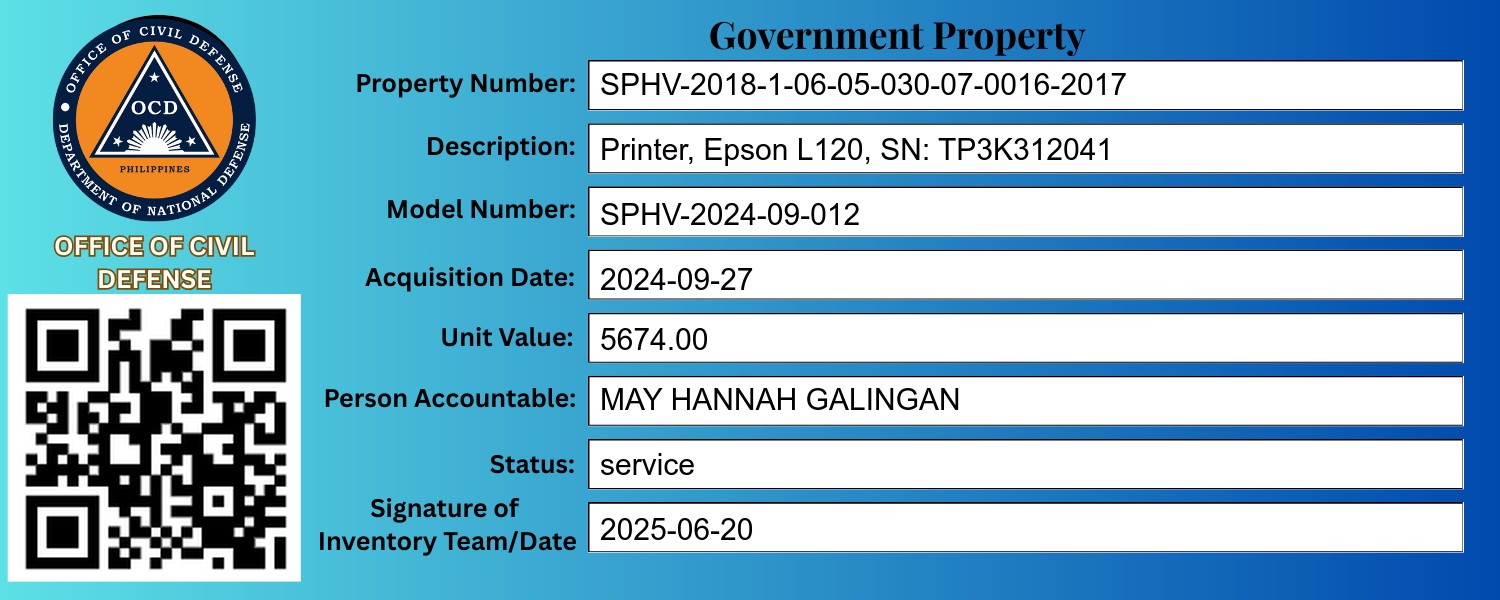 OFFICE OF CIVIL DEFENSE
OCD
PHILIPPINES
DEPARTMENT OF NATIONAL DEFENSE
OFFICE OF CIVIL
DEFENSE
Government Property
Property Number: SPHV-2018-1-06-05-030-07-0016-2017
Description: Printer, Epson L120, SN: TP3K312041
Model Number: SPHV-2024-09-012
Acquisition Date: 2024-09-27
Unit Value: 5674.00
Person Accountable: MAY HANNAH GALINGAN
Status: service
Signature of
Inventory Team/Date 2025-06-20